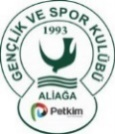 GENÇLİK VE SPOR KULÜBÜ
1993
ALİAĞA
Petkim